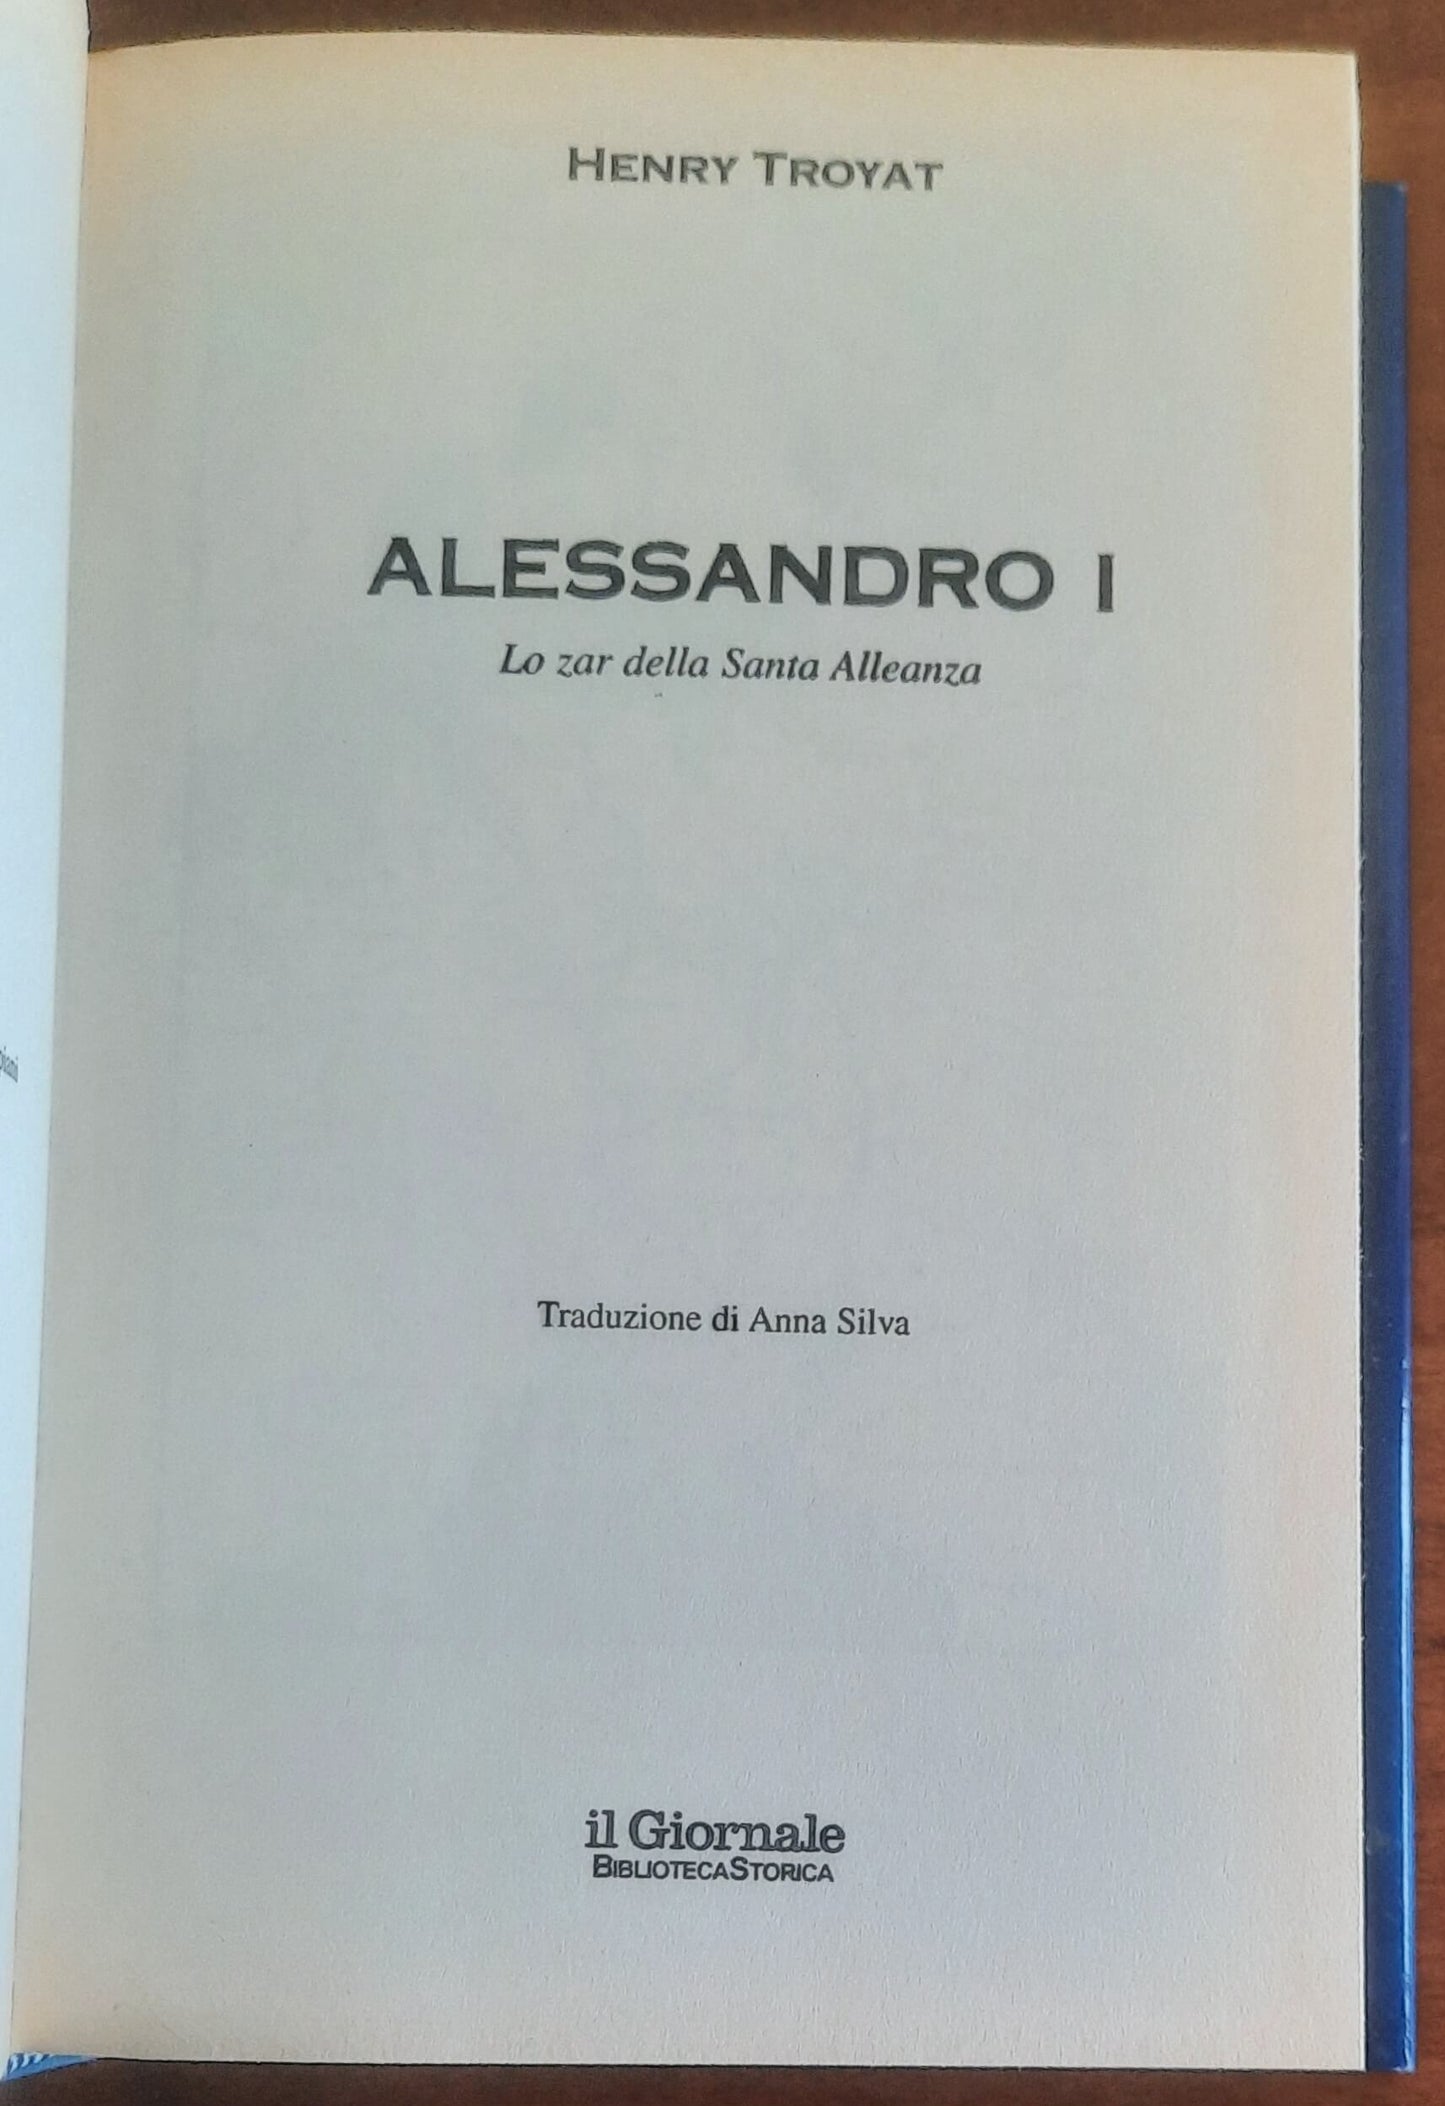 HENRY TROYAT
ALESSANDRO I
Lo zar della Santa Alleanza
Traduzione di Anna Silva
il Giornale
BIBLIOTECASTORICA